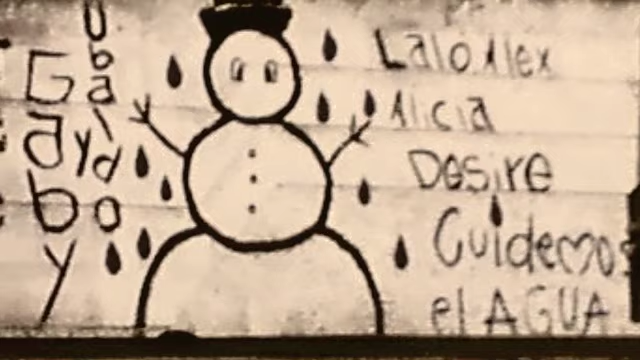 Gaby
y
Ubaldo
Lalo Alex
Alicia
Desire
Cuidemos
el AGUA